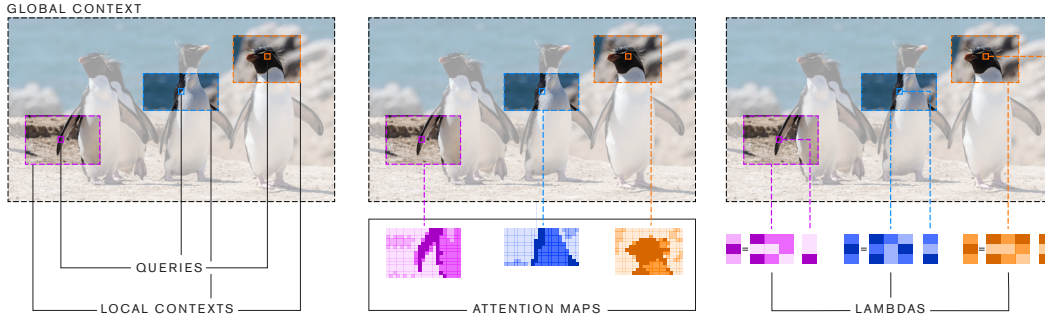 GLOBAL CONTEXT
QUERIES
LOCAL CONTEXTS
ATTENTION MAPS
=
=
=
LAMBDAS